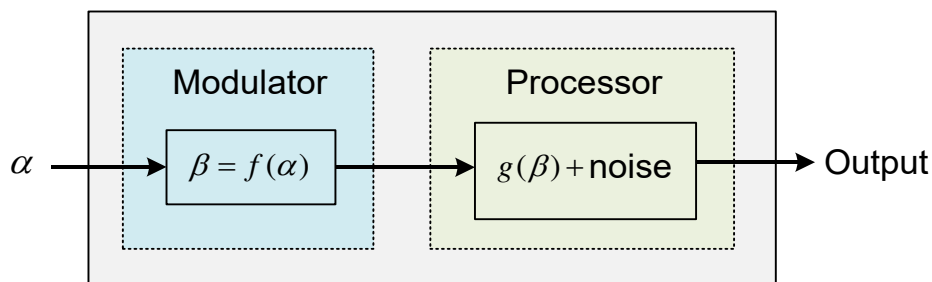 Modulator
Processor
α
β = f(α)
g(β) + noise
Output